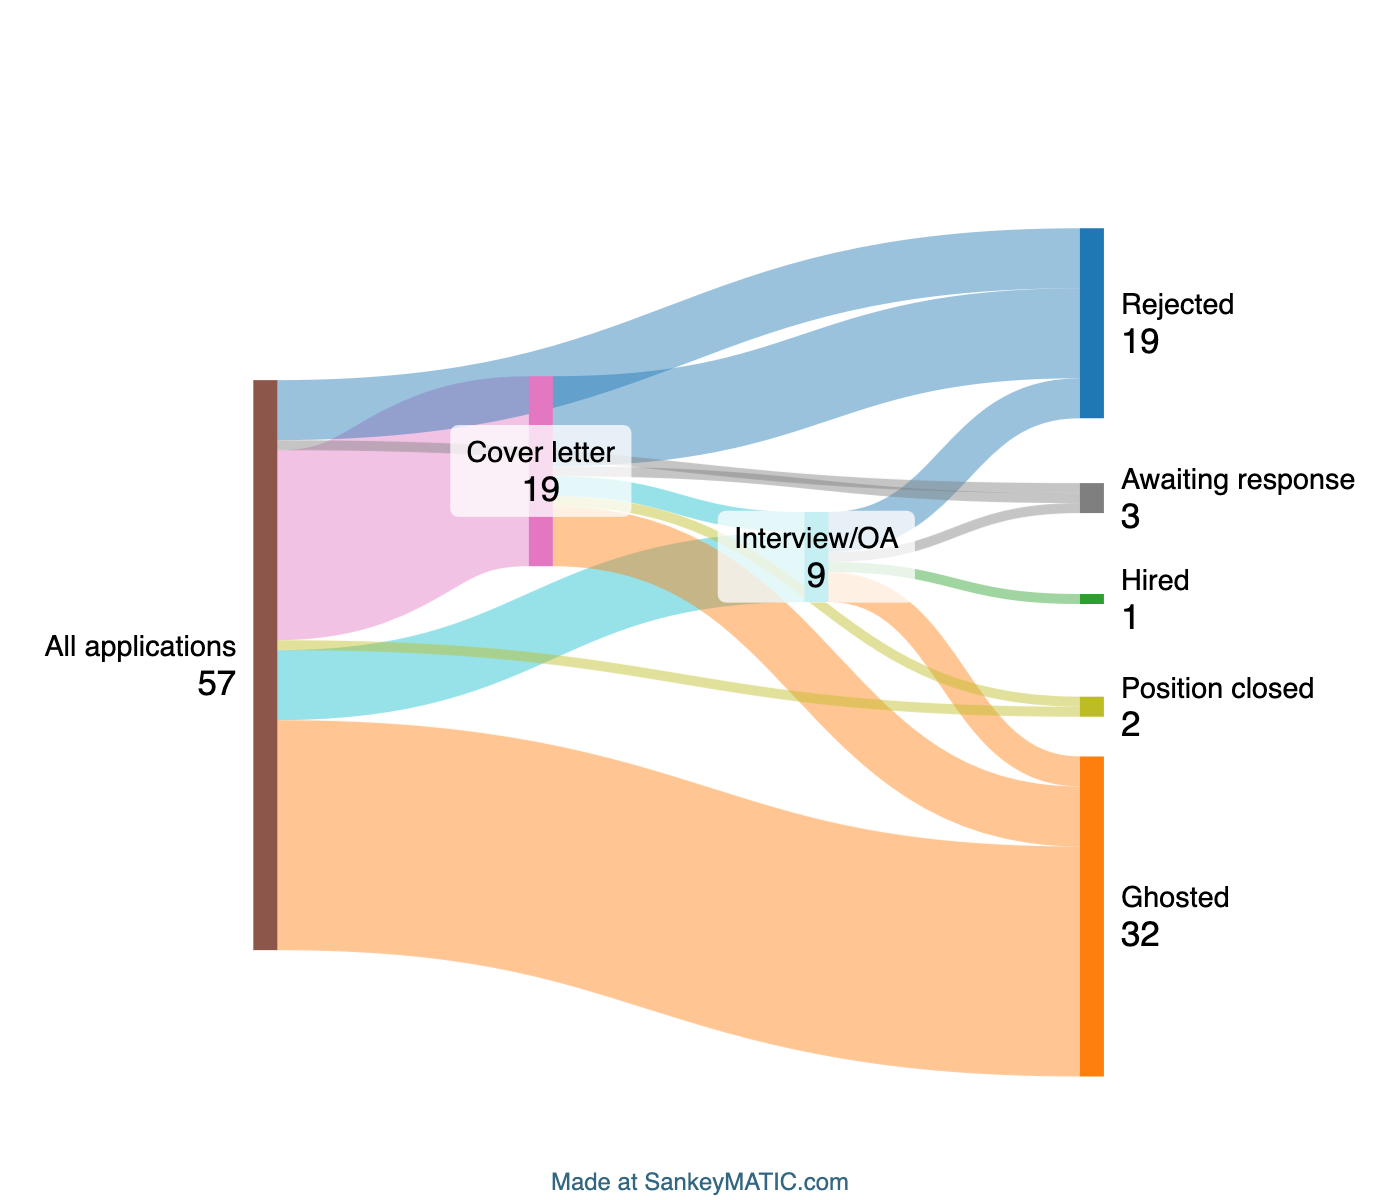 Rejected
19
Cover letter
19
Awaiting response
3
Interview/OA
9
Hired
1
All applications
57
Position closed
2
Ghosted
32
Made at SankeyMATIC.com